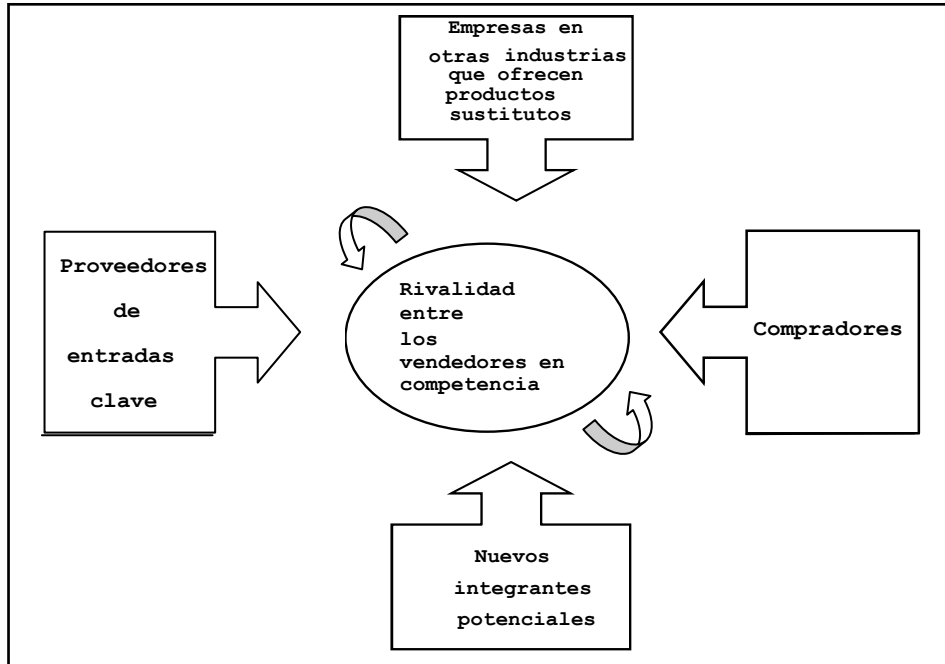 Empresas en
otras industrias
que ofrecen
productos
sustitutos
Proveedores
de
entradas
clave
Rivalidad
entre
los
vendedores en
competencia
Compradores
Nuevos
integrantes
potenciales